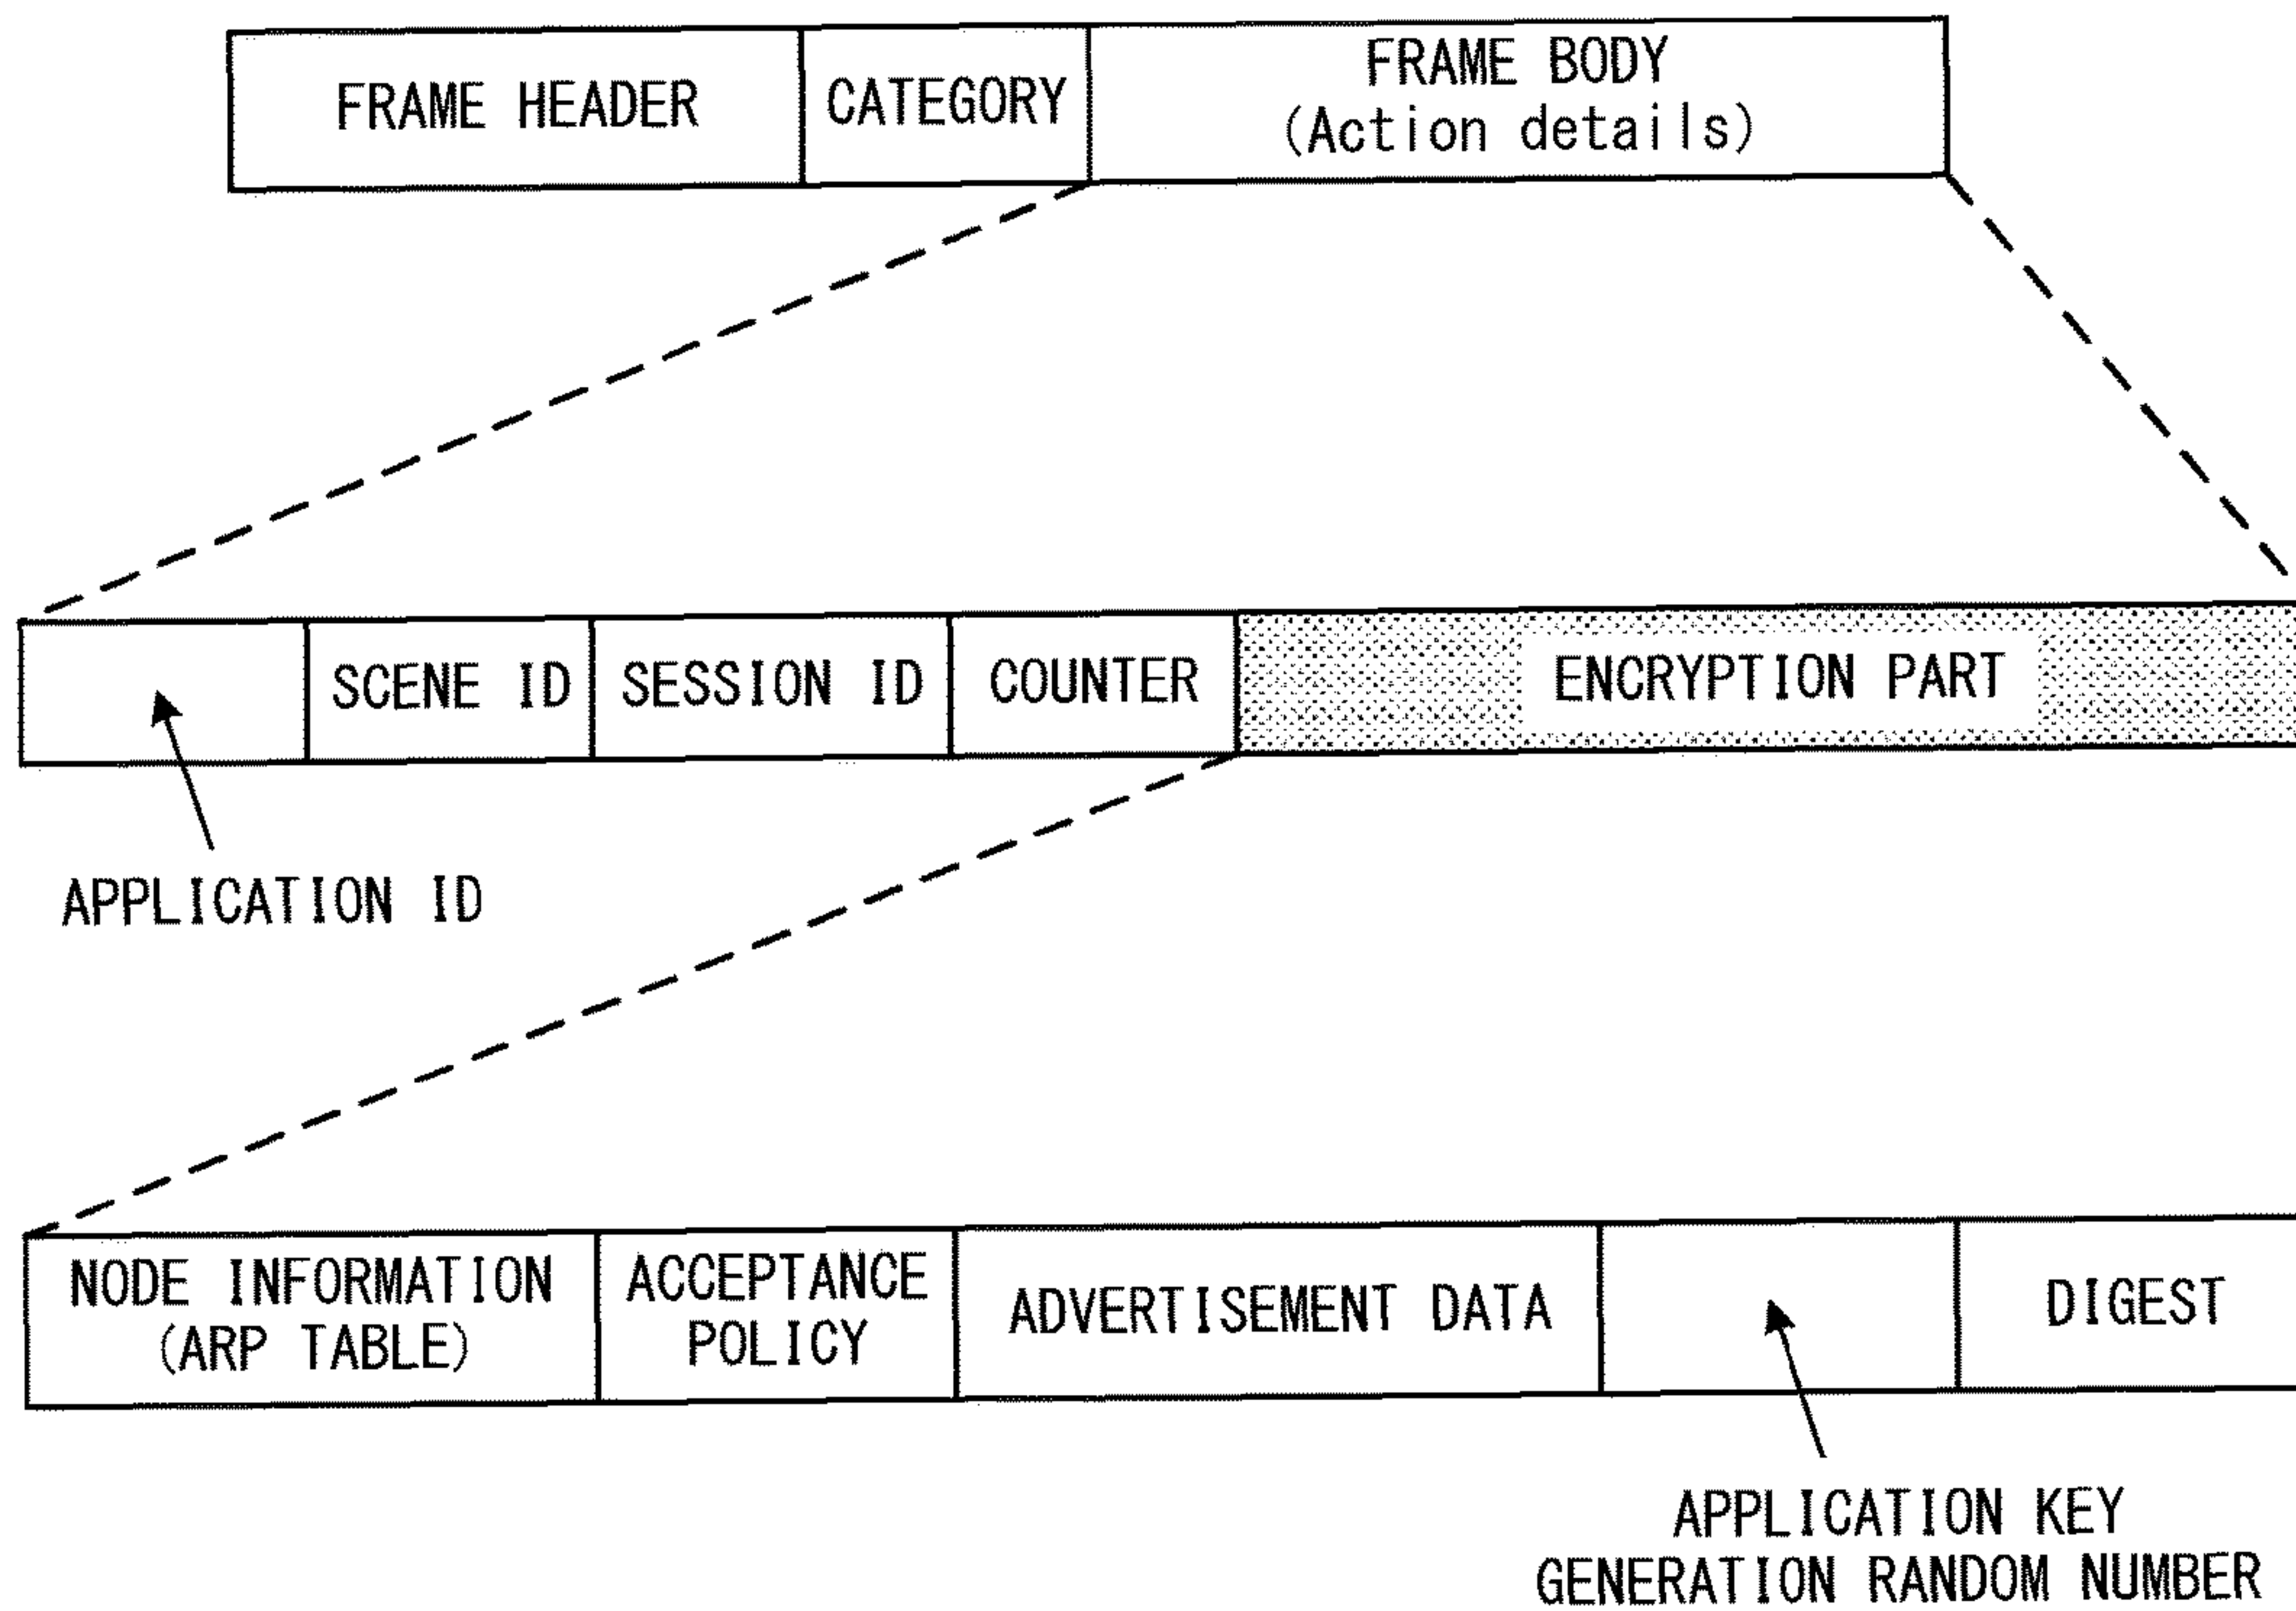 FRAME HEADER
CATEGORY
FRAME BODY
(Action details)
SCENE ID
SESSION ID
COUNTER
ENCRYPTION PART
APPLICATION ID
NODE INFORMATION
(ARP TABLE)
ACCEPTANCE
POLICY
ADVERTISEMENT DATA
DIGEST
APPLICATION KEY
GENERATION RANDOM NUMBER